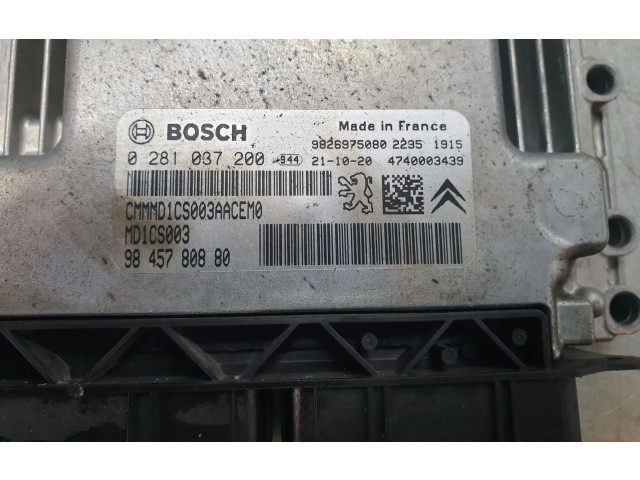 BOSCH
Made in France
9826975080 2235 1915
0 281 037 200 944 21-10-20 4740003439
CMMMD1CS003AACEM0
MD1CS003
98 457 808 80